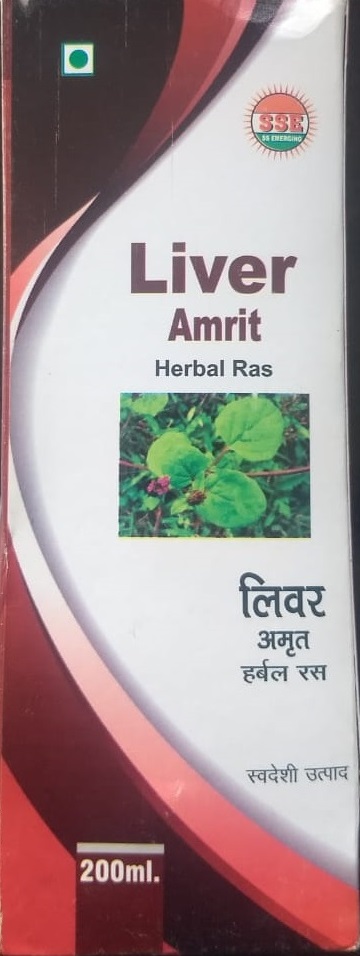 SSE
SS EMERGING
Liver
Amrit
Herbal Ras
लिवर
अमृत
हर्बल रस
स्वदेशी उत्पाद
200ml.